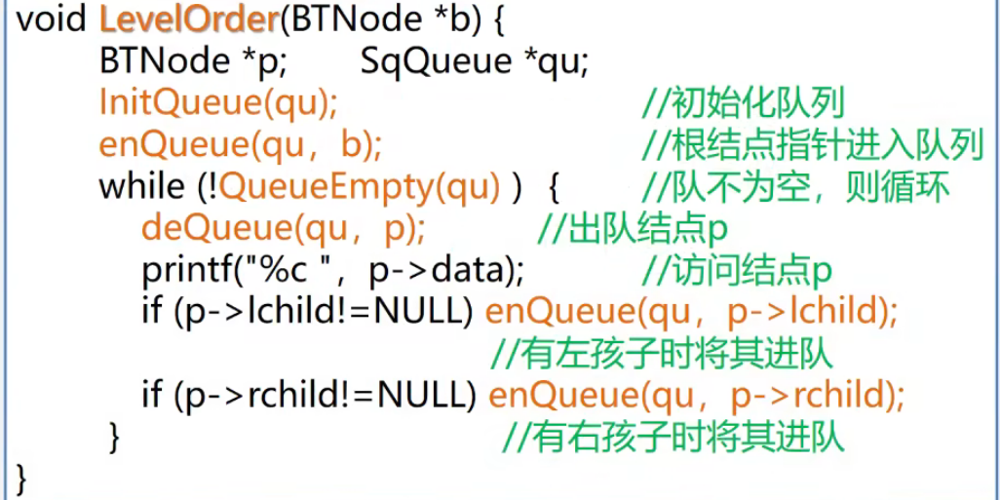 void LevelOrder(BTNode *b) {
BTNode *p; SqQueue *qu;
InitQueue(qu); //初始化队列
enQueue(qu, b); //根结点指针进入队列
while (!QueueEmpty(qu) ) { //队不为空，则循环
deQueue(qu, p); //出队结点p
printf("%c ", p->data); //访问结点p
if (p->lchild!=NULL) enQueue(qu, p->lchild);
//有左孩子时将其进队
if (p->rchild!=NULL) enQueue(qu, p->rchild);
} //有右孩子时将其进队
}